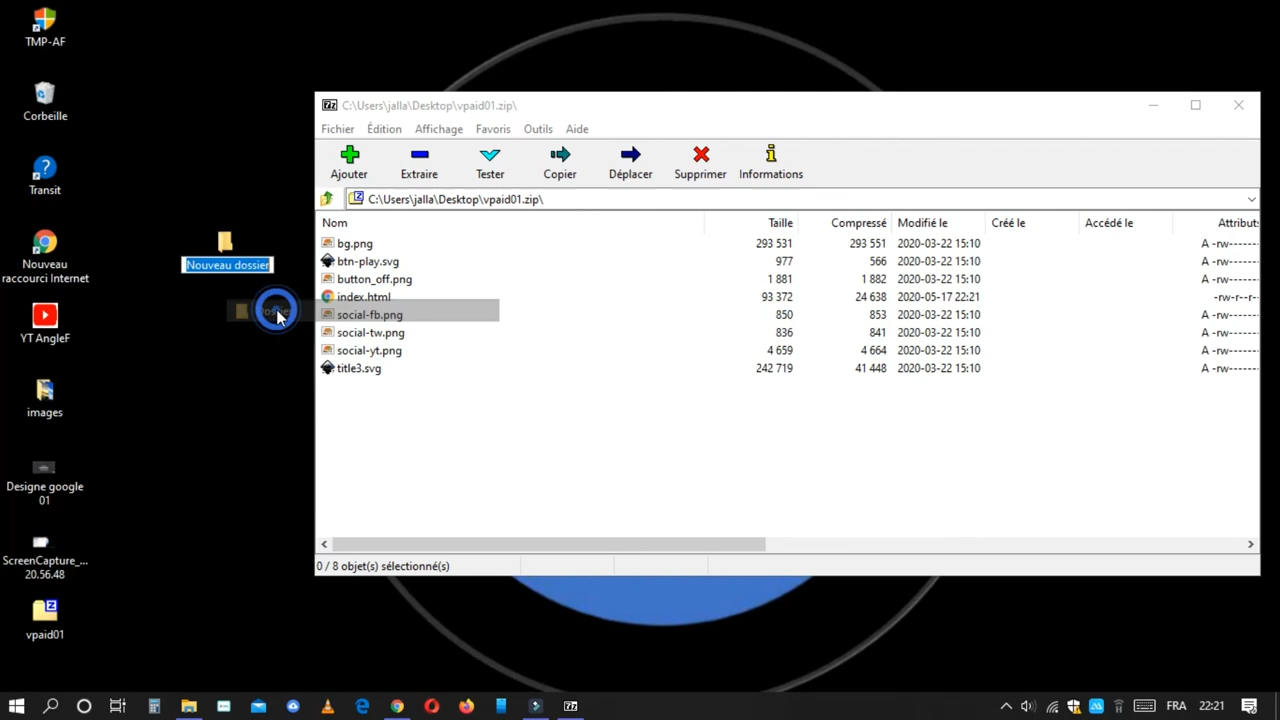 TMP-AF
Corbeille
Transit
Nouveau
raccourci Internet
YT AngleF
images
Designe google
01
ScreenCapture_...
20.56.48
vpaid01
Nouveau dossier
C:\Users\jalla\Desktop\vpaid01.zip\
Fichier Édition Affichage Favoris Outils Aide
Ajouter Extraire Tester Copier Déplacer Supprimer Informations
C:\Users\jalla\Desktop\vpaid01.zip\
Nom Taille Compressé Modifié le Créé le Accédé le Attributs
bg.png 293 531 293 551 2020-03-22 15:10 A -rw------
btn-play.svg 977 566 2020-03-22 15:10 A -rw------
button_off.png 1 881 1 882 2020-03-22 15:10 A -rw------
index.html 93 372 24 638 2020-05-17 22:21 -rw-r--r--
social-fb.png 850 853 2020-03-22 15:10 A -rw------
social-tw.png 836 841 2020-03-22 15:10 A -rw------
social-yt.png 4 659 4 664 2020-03-22 15:10 A -rw------
title3.svg 242 719 41 448 2020-03-22 15:10 A -rw------
0 / 8 objet(s) sélectionné(s)
FRA 22:21